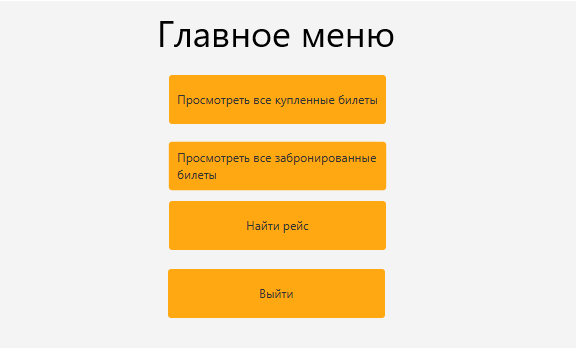 Главное меню
Просмотреть все купленные билеты
Просмотреть все забронированные
билеты
Найти рейс
Выйти